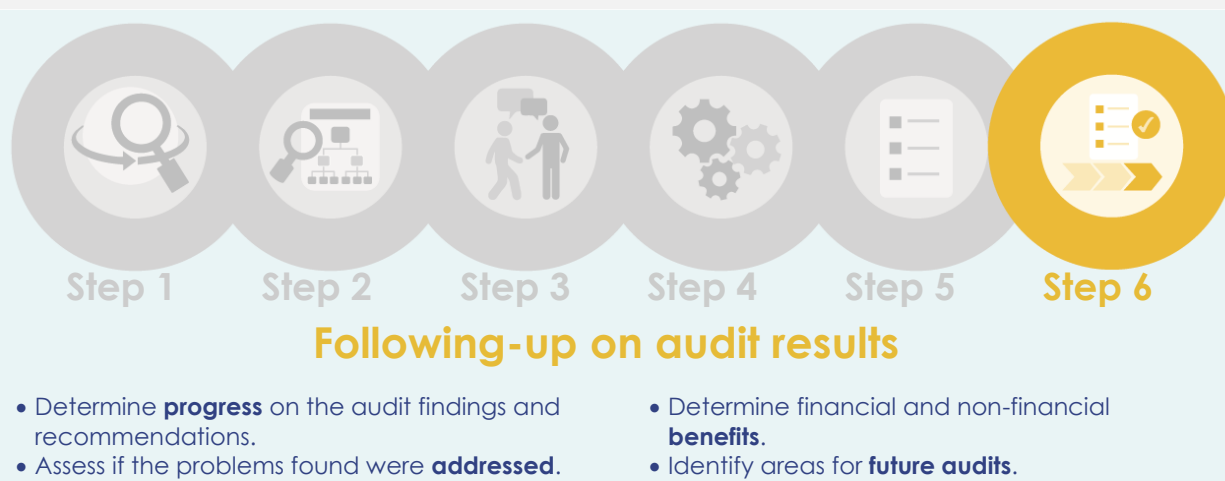 Step 1
Step 2
Step 3
Step 4
Step 5
Step 6
Following-up on audit results
• Determine progress on the audit findings and
recommendations.
• Assess if the problems found were addressed.
• Determine financial and non-financial
benefits.
• Identify areas for future audits.